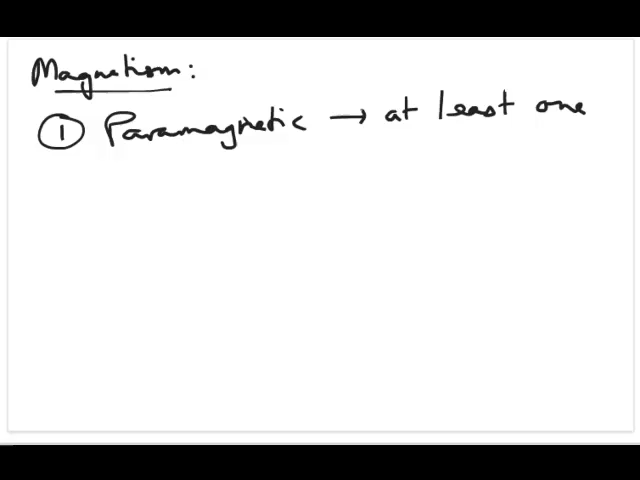 Magnetism:
① Paramagnetic → at least one